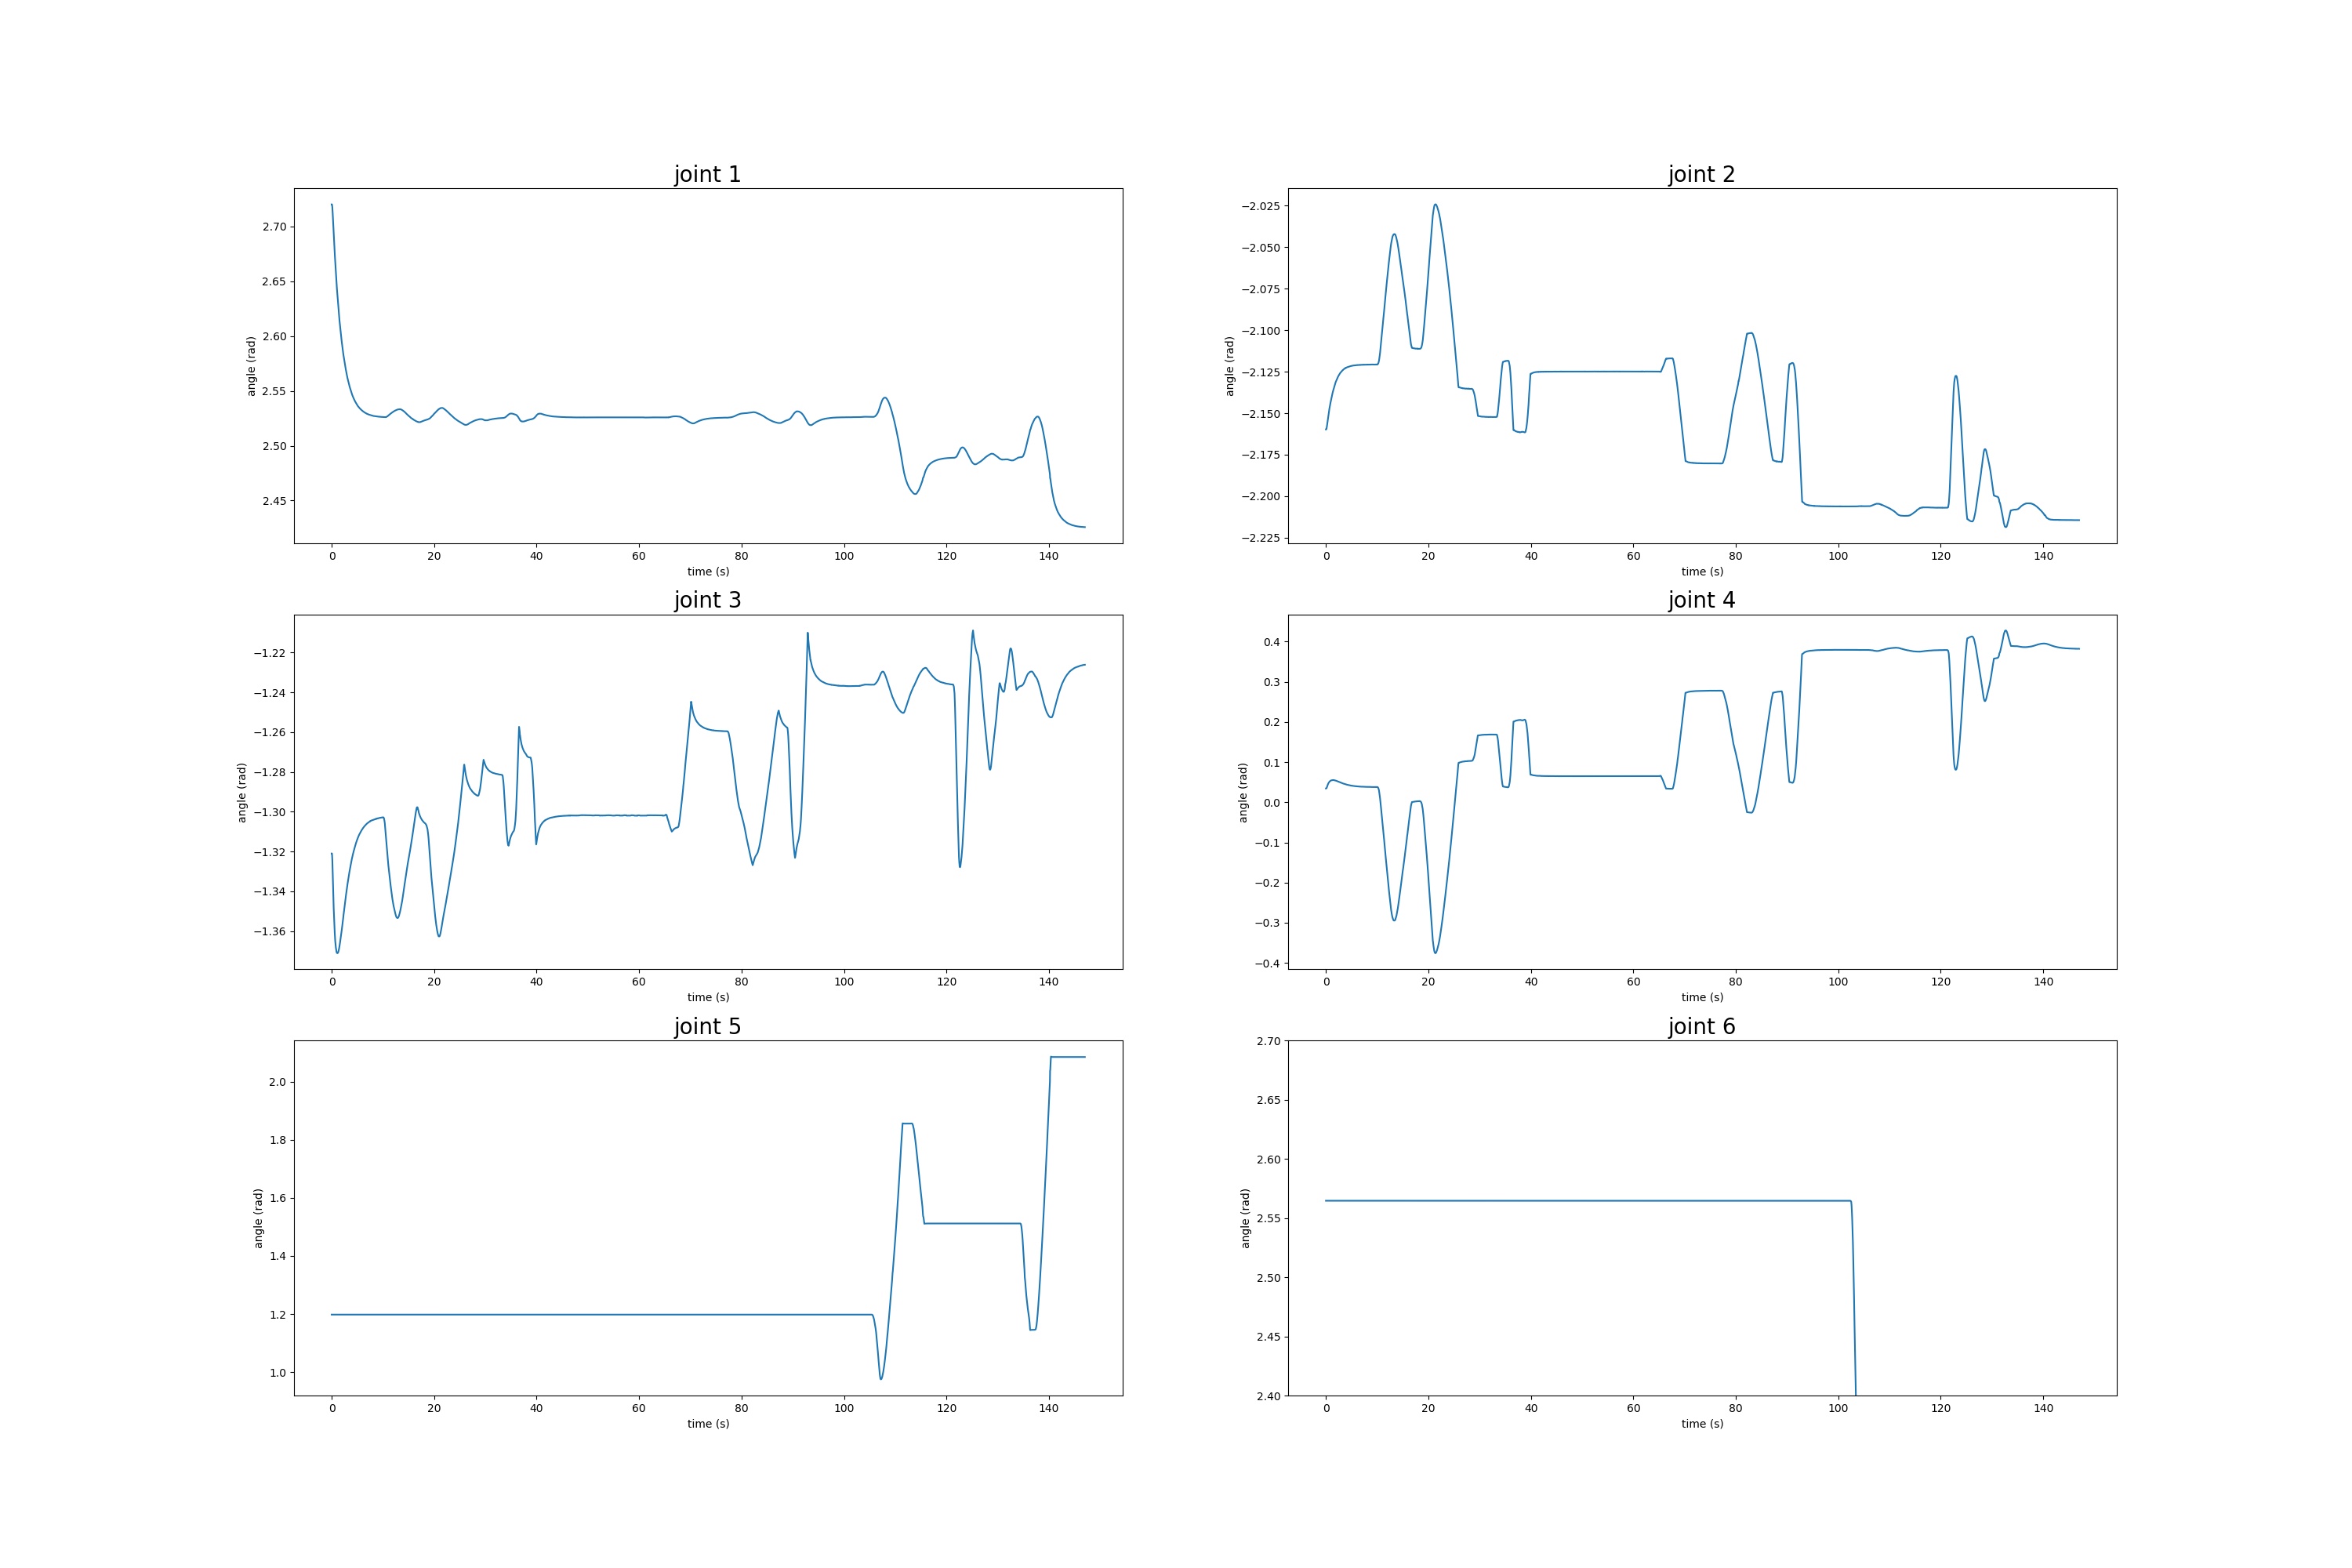 joint 1
2.70
2.65
2.60
2.55
2.50
2.45
angle (rad)
0 20 40 60 80 100 120 140
time (s)
joint 2
−2.025
−2.050
−2.075
−2.100
−2.125
−2.150
−2.175
−2.200
−2.225
angle (rad)
0 20 40 60 80 100 120 140
time (s)
joint 3
−1.22
−1.24
−1.26
−1.28
−1.30
−1.32
−1.34
−1.36
angle (rad)
0 20 40 60 80 100 120 140
time (s)
joint 4
0.4
0.3
0.2
0.1
0.0
−0.1
−0.2
−0.3
−0.4
angle (rad)
0 20 40 60 80 100 120 140
time (s)
joint 5
2.0
1.8
1.6
1.4
1.2
1.0
angle (rad)
0 20 40 60 80 100 120 140
time (s)
joint 6
2.70
2.65
2.60
2.55
2.50
2.45
2.40
angle (rad)
0 20 40 60 80 100 120 140
time (s)